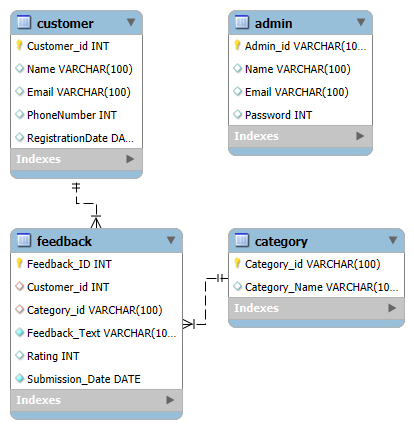 customer
Customer_id INT
Name VARCHAR(100)
Email VARCHAR(100)
PhoneNumber INT
RegistrationDate DA...
Indexes
admin
Admin_id VARCHAR(10...
Name VARCHAR(100)
Email VARCHAR(100)
Password INT
Indexes
feedback
Feedback_ID INT
Customer_id INT
Category_id VARCHAR(100)
Feedback_Text VARCHAR(10...
Rating INT
Submission_Date DATE
Indexes
category
Category_id VARCHAR(100)
Category_Name VARCHAR(10...
Indexes